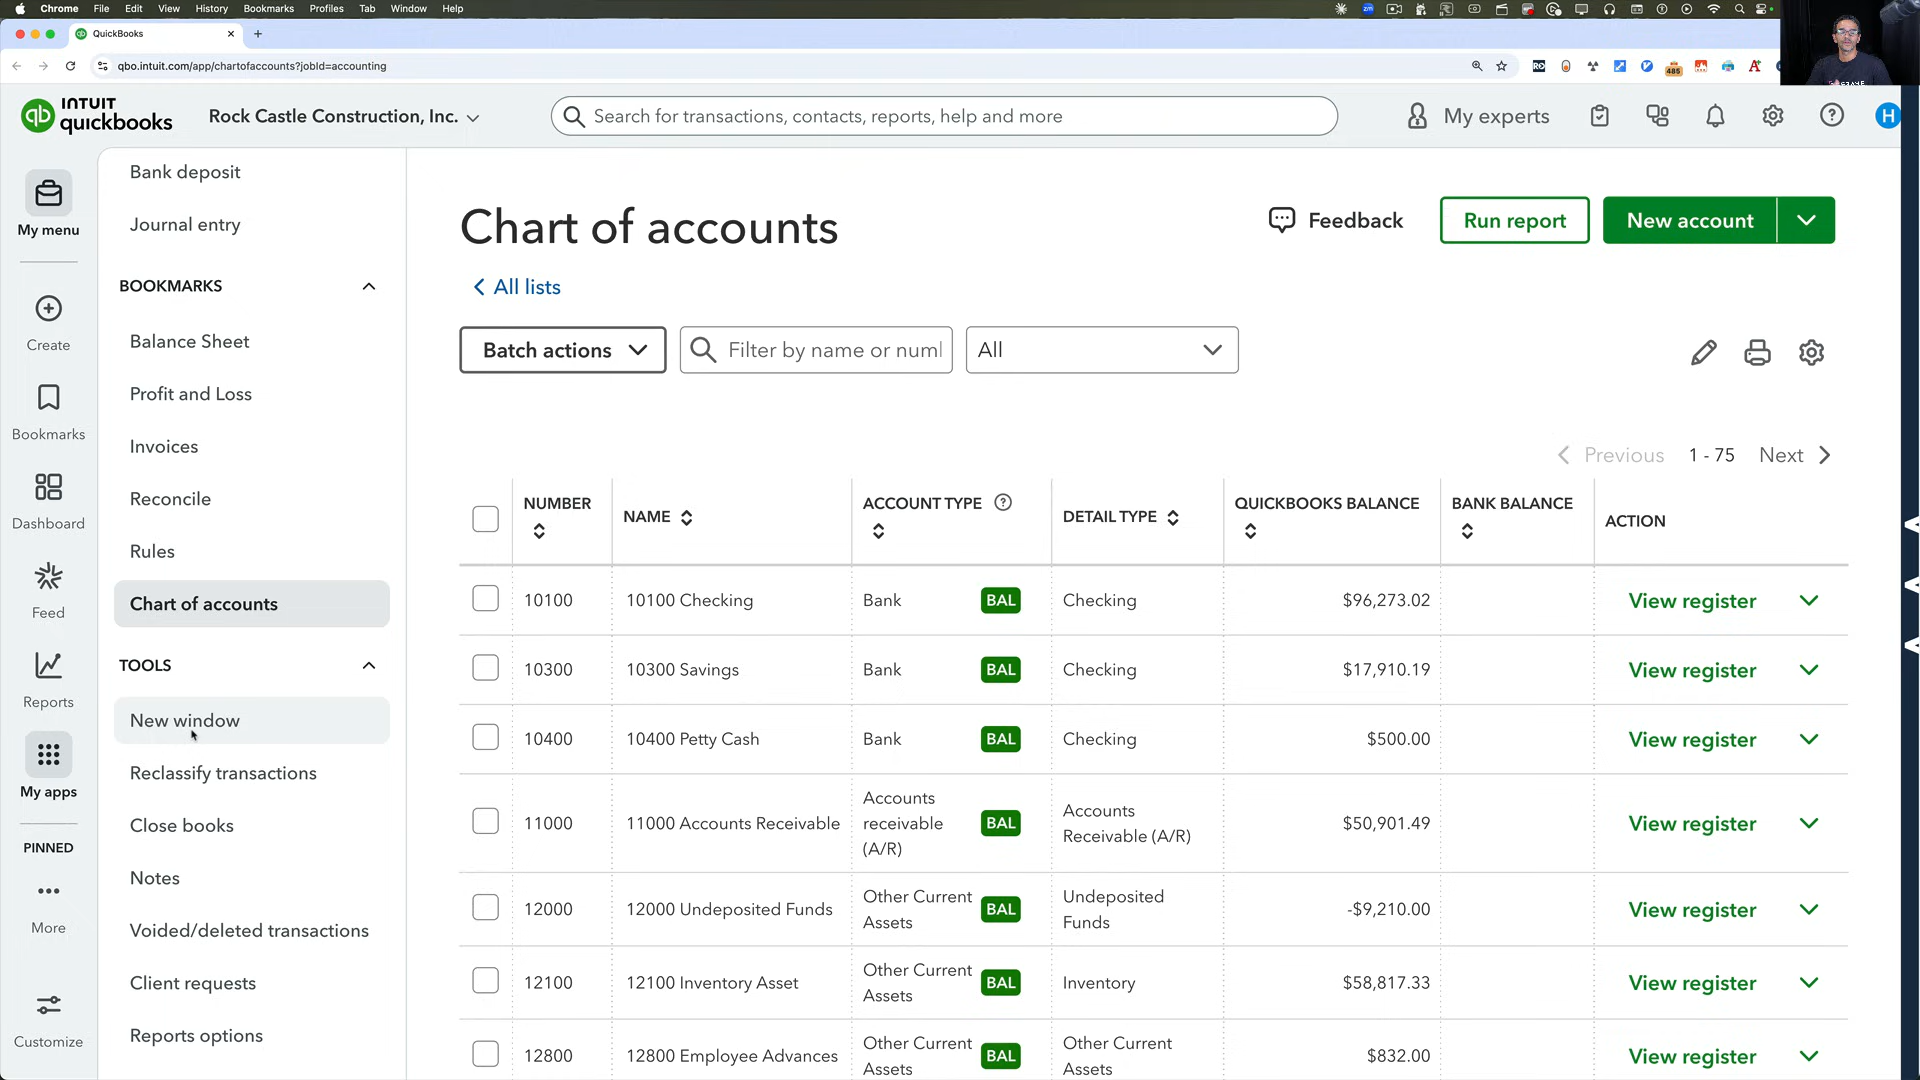 Chrome File Edit View History Bookmarks Profiles Tab Window Help
QuickBooks
qbo.intuit.com/app/chartofaccounts?jobId=accounting
485
INTUIT
quickbooks
qb
Rock Castle Construction, Inc.
Search for transactions, contacts, reports, help and more
My experts
H
My menu
Create
Bookmarks
Dashboard
Feed
Reports
My apps
PINNED
More
Customize
Bank deposit
Journal entry
BOOKMARKS
Balance Sheet
Profit and Loss
Invoices
Reconcile
Rules
Chart of accounts
TOOLS
New window
Reclassify transactions
Close books
Notes
Voided/deleted transactions
Client requests
Reports options
Chart of accounts
Feedback
Run report
New account
All lists
Batch actions
Filter by name or numl
All
Previous 1 - 75 Next
NUMBER NAME ACCOUNT TYPE DETAIL TYPE QUICKBOOKS BALANCE BANK BALANCE ACTION
10100 10100 Checking Bank BAL Checking $96,273.02 View register
10300 10300 Savings Bank BAL Checking $17,910.19 View register
10400 10400 Petty Cash Bank BAL Checking $500.00 View register
11000 11000 Accounts Receivable Accounts receivable (A/R) BAL Accounts Receivable (A/R) $50,901.49 View register
12000 12000 Undeposited Funds Other Current Assets BAL Undeposited Funds -$9,210.00 View register
12100 12100 Inventory Asset Other Current Assets BAL Inventory $58,817.33 View register
12800 12800 Employee Advances Other Current Assets BAL Other Current Assets $832.00 View register